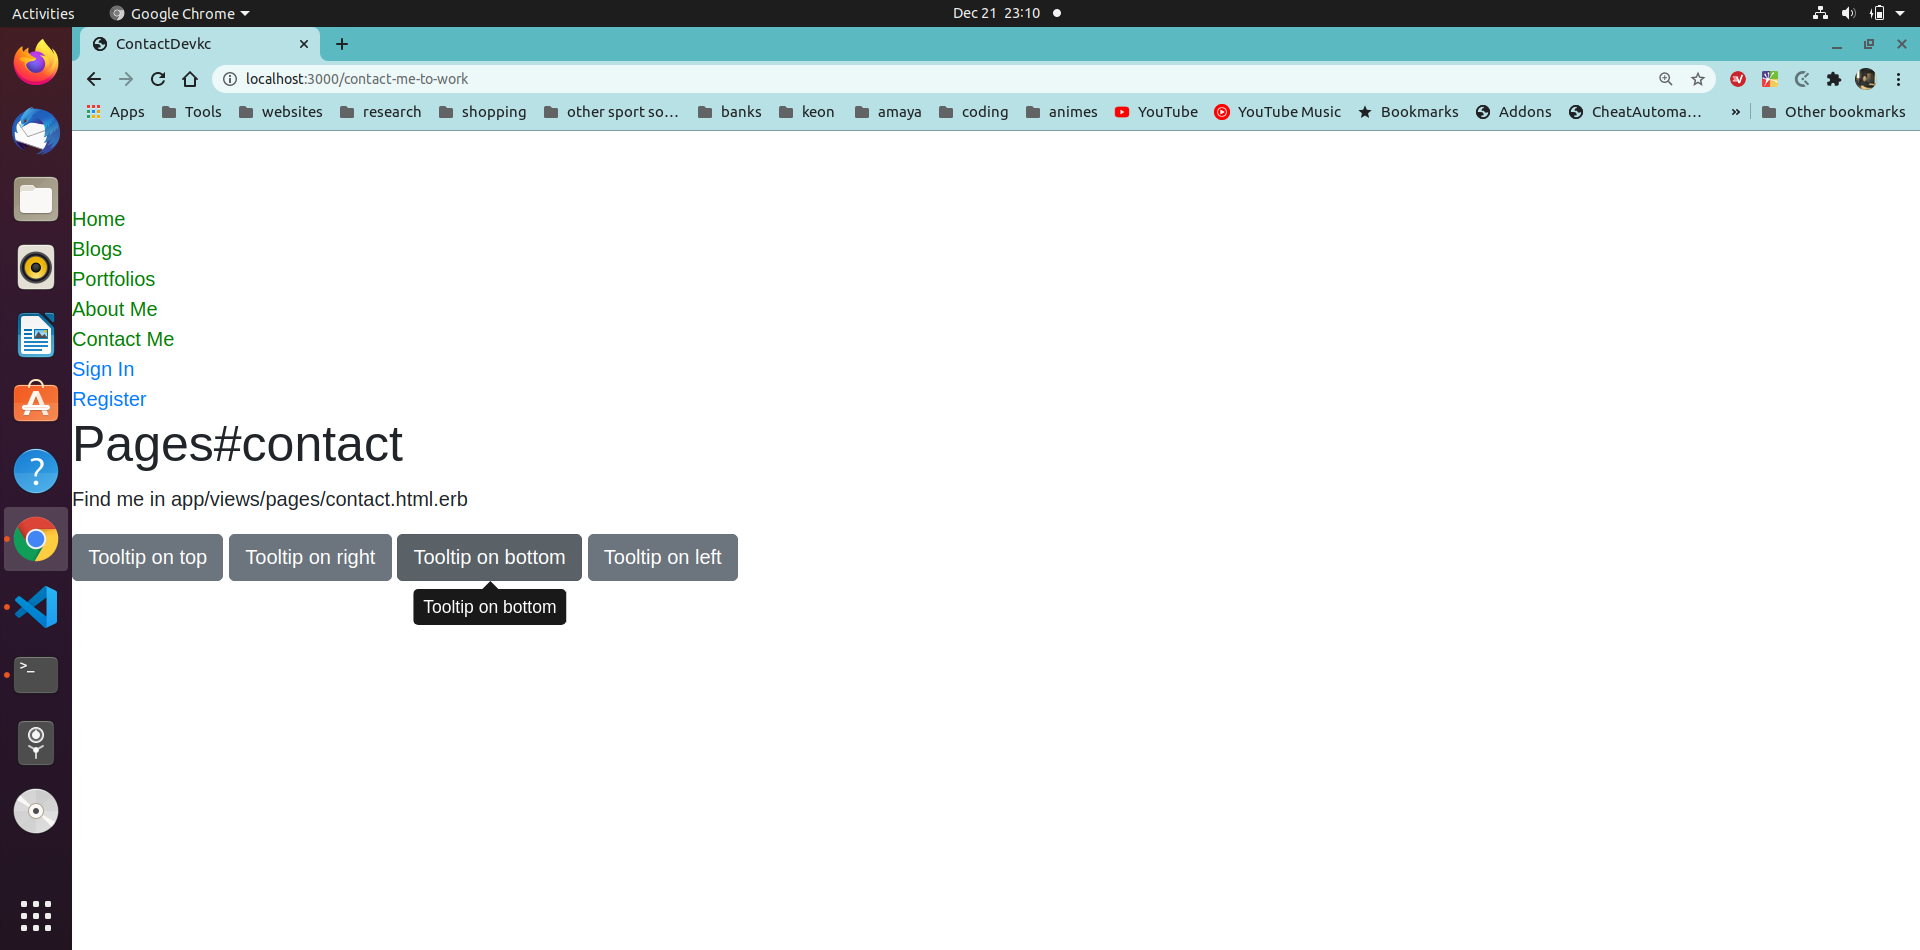 Activities Google Chrome Dec 21 23:10
ContactDevkc
localhost:3000/contact-me-to-work
Apps Tools websites research shopping other sport so... banks keon amaya coding animes YouTube YouTube Music Bookmarks Addons CheatAutoma... » Other bookmarks
Home
Blogs
Portfolios
About Me
Contact Me
Sign In
Register
Pages#contact
Find me in app/views/pages/contact.html.erb
Tooltip on top Tooltip on right Tooltip on bottom Tooltip on left
Tooltip on bottom